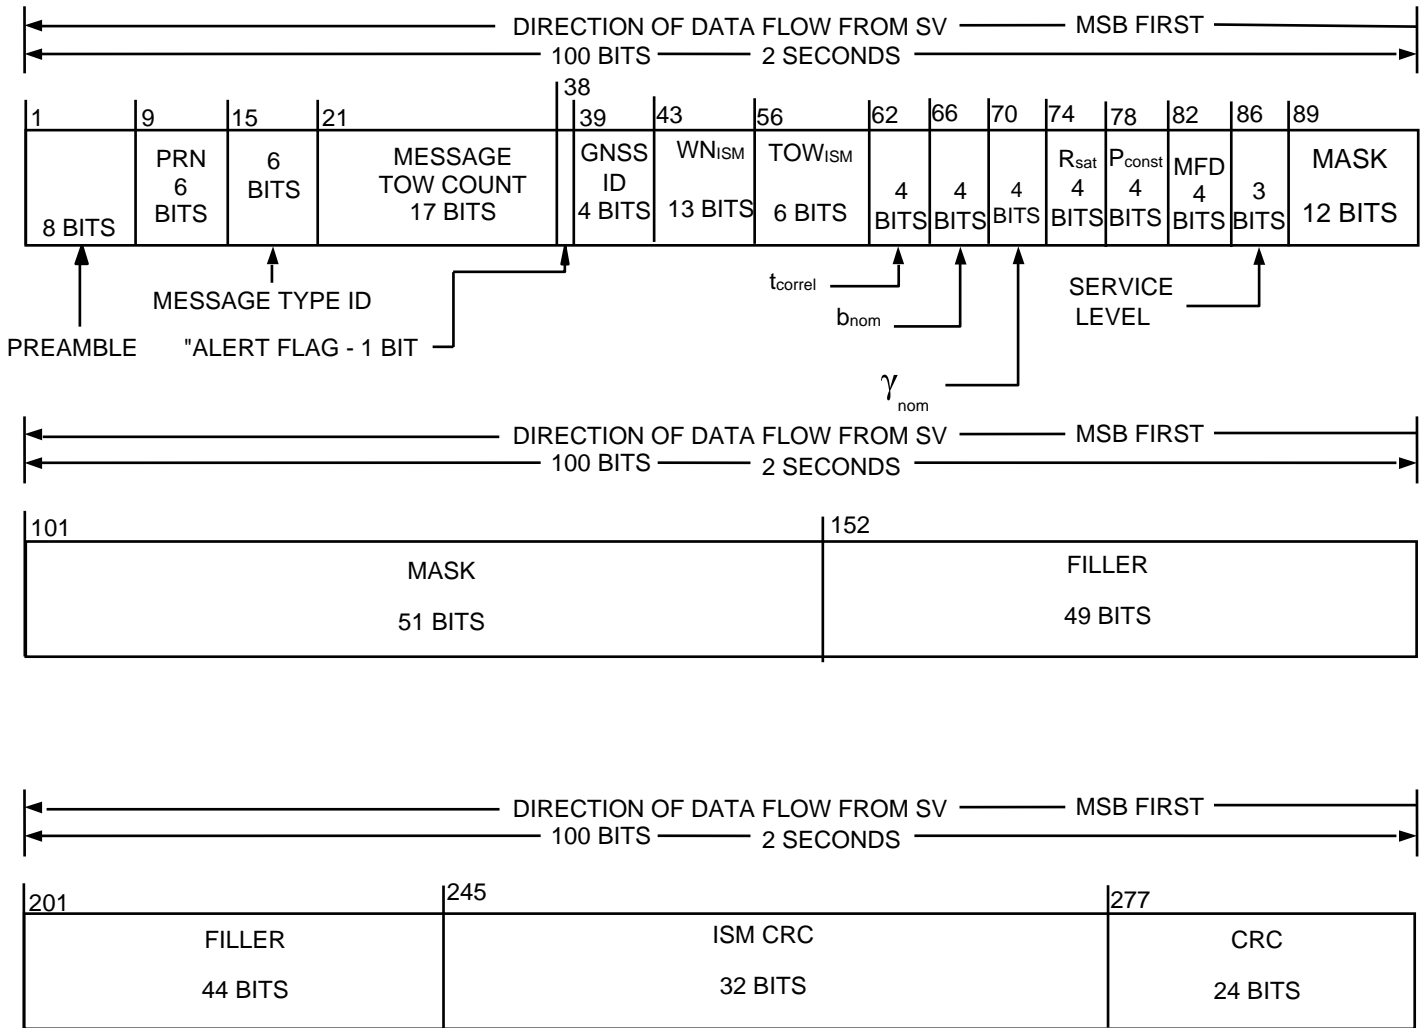 DIRECTION OF DATA FLOW FROM SV MSB FIRST
100 BITS 2 SECONDS
38
1 9 15 21 39 43 56 62 66 70 74 78 82 86 89
8 BITS
PRN
6
BITS
6
BITS
MESSAGE
TOW COUNT
17 BITS
GNSS
ID
4 BITS
WNISM
13 BITS
TOWISM
6 BITS
4
BITS
4
BITS
4
BITS
Rsat
4
BITS
Pconst
4
BITS
MFD
4
BITS
3
BITS
MASK
12 BITS
tcorrel
MESSAGE TYPE ID
SERVICE
LEVEL
bnom
PREAMBLE
"ALERT FLAG - 1 BIT
γnom
DIRECTION OF DATA FLOW FROM SV MSB FIRST
100 BITS 2 SECONDS
101 152
MASK
51 BITS
FILLER
49 BITS
DIRECTION OF DATA FLOW FROM SV MSB FIRST
100 BITS 2 SECONDS
201 245 277
FILLER
44 BITS
ISM CRC
32 BITS
CRC
24 BITS